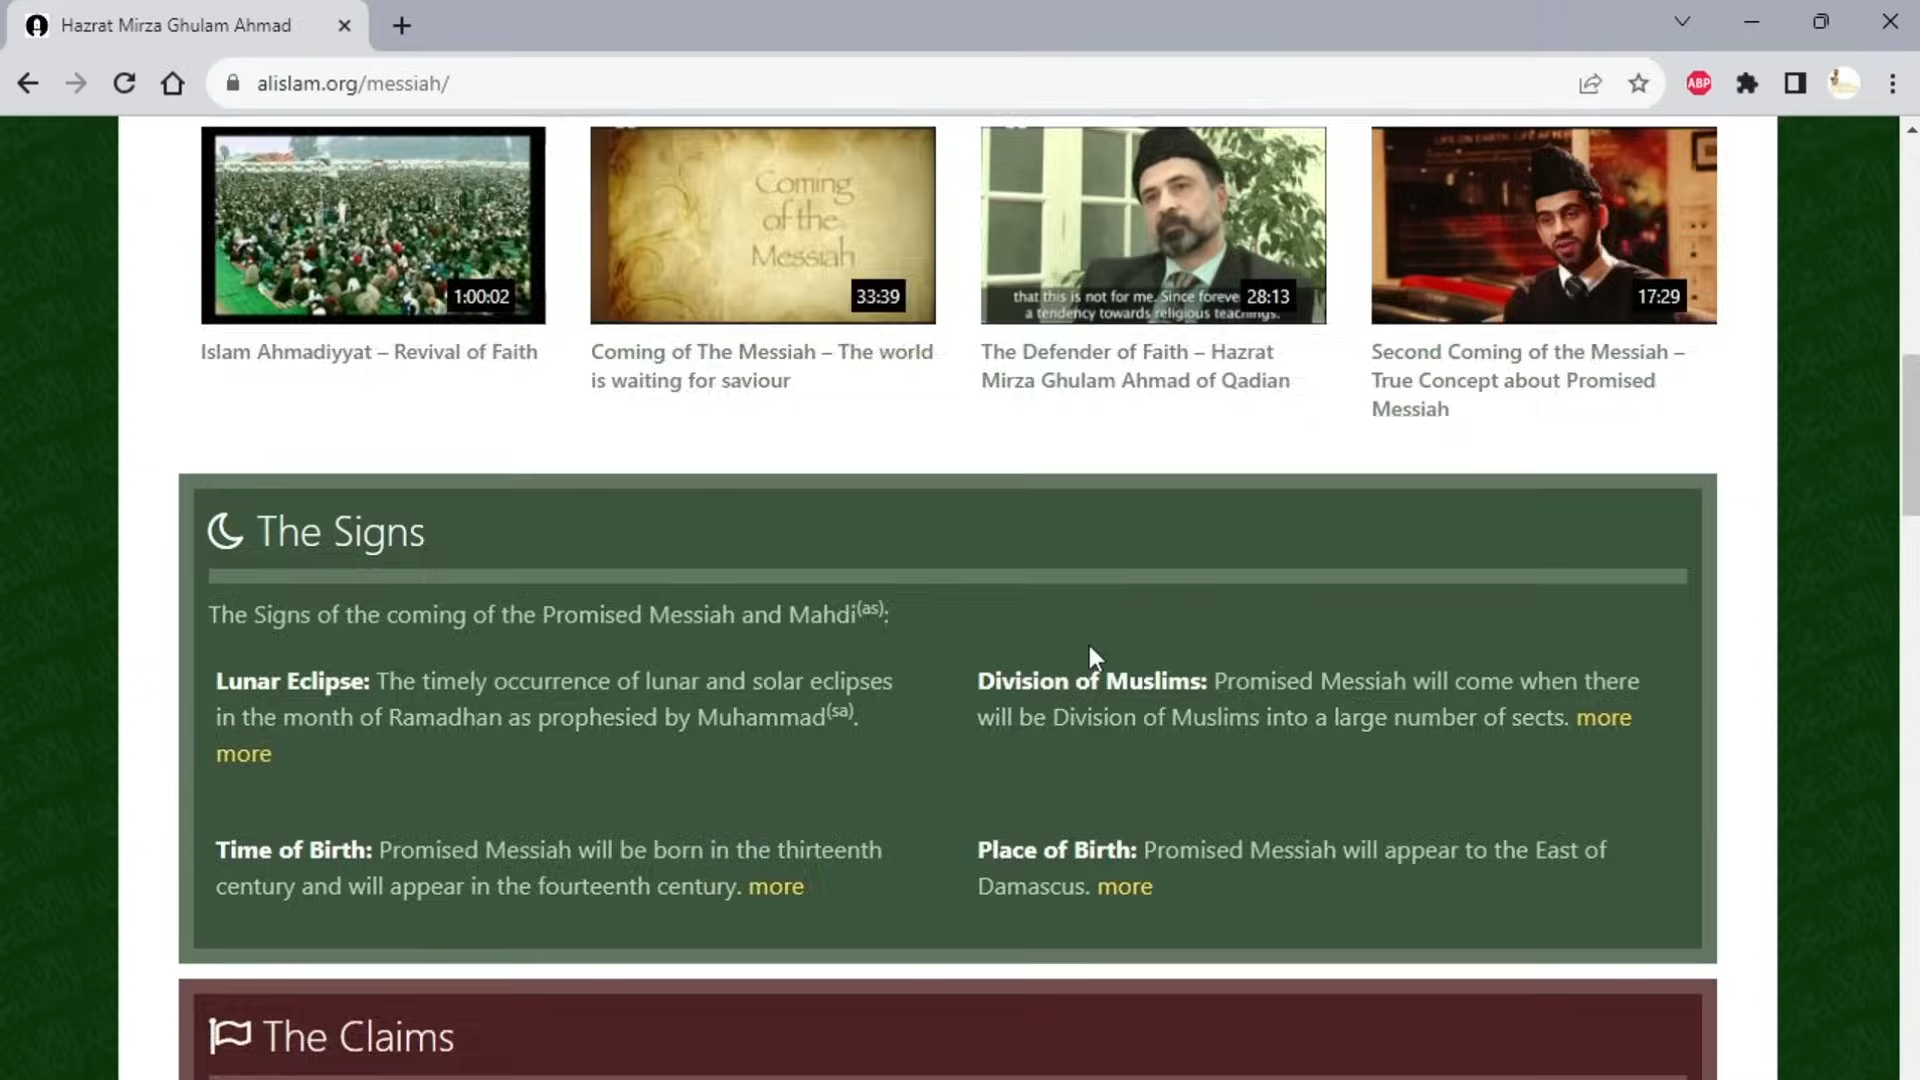 Hazrat Mirza Ghulam Ahmad
alislam.org/messiah/
ABP
Coming
of the
Messiah
LIFE ON EARTH, LIFE AFTER
that this is not for me. Since foreve
a tendency towards religious teachings.
1:00:02
33:39
28:13
17:29
Islam Ahmadiyyat – Revival of Faith
Coming of The Messiah – The world
is waiting for saviour
The Defender of Faith – Hazrat
Mirza Ghulam Ahmad of Qadian
Second Coming of the Messiah –
True Concept about Promised
Messiah
The Signs
The Signs of the coming of the Promised Messiah and Mahdi(as):
Lunar Eclipse: The timely occurrence of lunar and solar eclipses
in the month of Ramadhan as prophesied by Muhammad(sa).
more
Division of Muslims: Promised Messiah will come when there
will be Division of Muslims into a large number of sects. more
Time of Birth: Promised Messiah will be born in the thirteenth
century and will appear in the fourteenth century. more
Place of Birth: Promised Messiah will appear to the East of
Damascus. more
The Claims